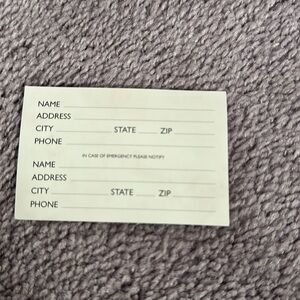 NAME
ADDRESS
CITY STATE ZIP
PHONE
IN CASE OF EMERGENCY PLEASE NOTIFY
NAME
ADDRESS
CITY STATE ZIP
PHONE